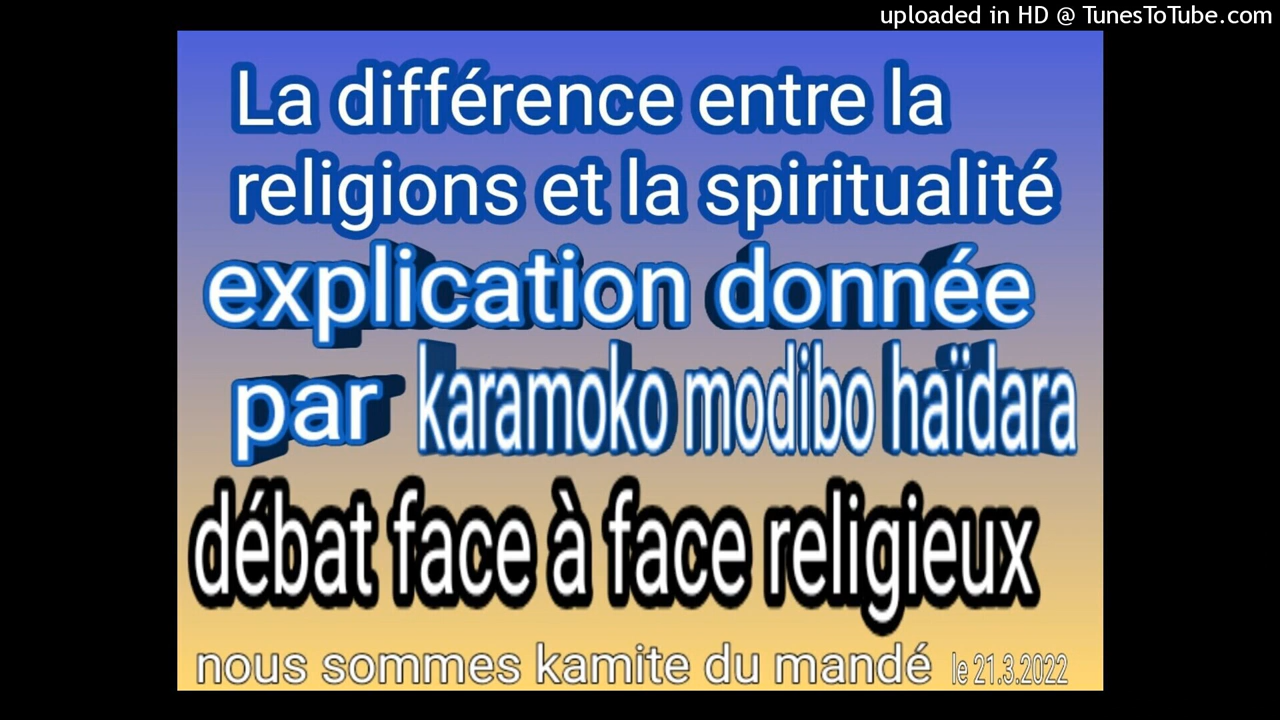 uploaded in HD @ TunesToTube.com
La différence entre la
religions et la spiritualité
explication donnée
par karamoko modibo haïdara
débat face à face religieux
nous sommes kamite du mandé le 21.3.2022